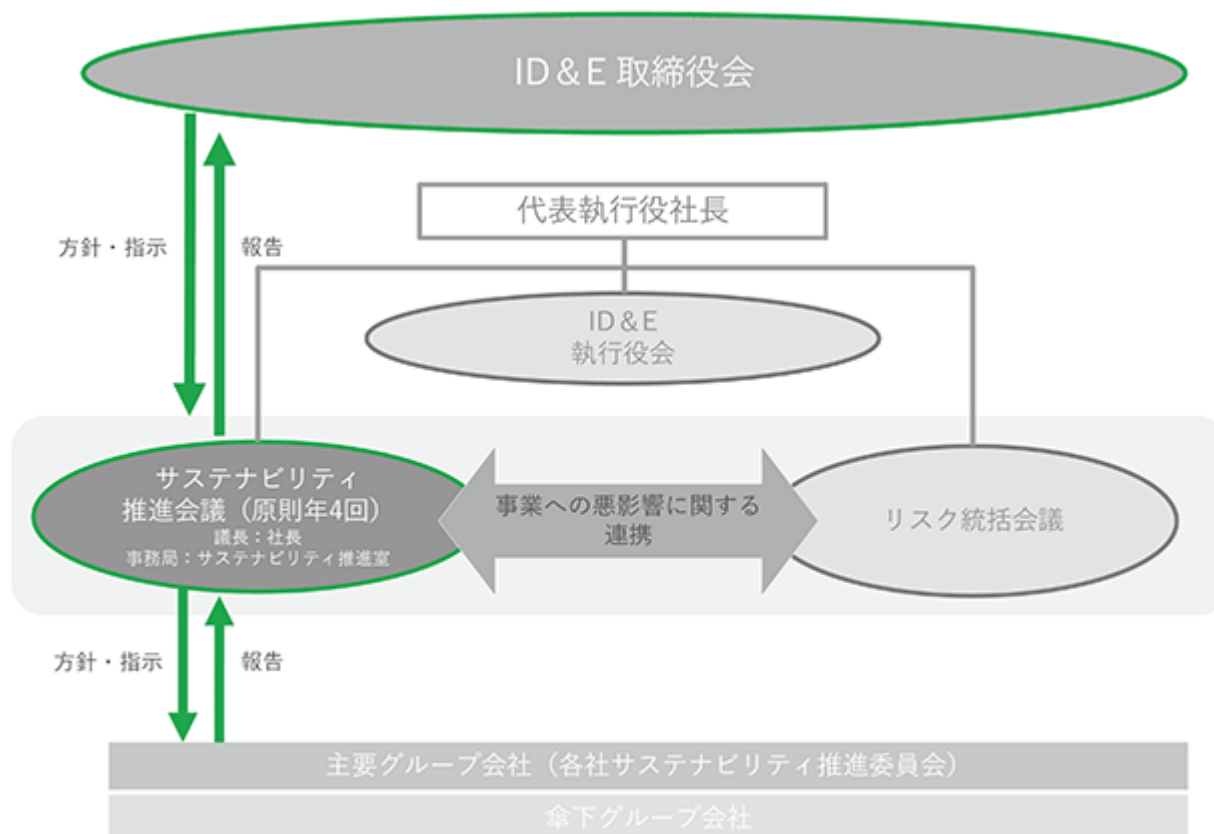 ID&E 取締役会
代表執行役社長
方針・指示
報告
ID&E
執行役会
サステナビリティ
推進会議（原則年4回）
議長：社長
事務局：サステナビリティ推進室
事業への悪影響に関する
連携
リスク統括会議
方針・指示
報告
主要グループ会社（各社サステナビリティ推進委員会）
傘下グループ会社